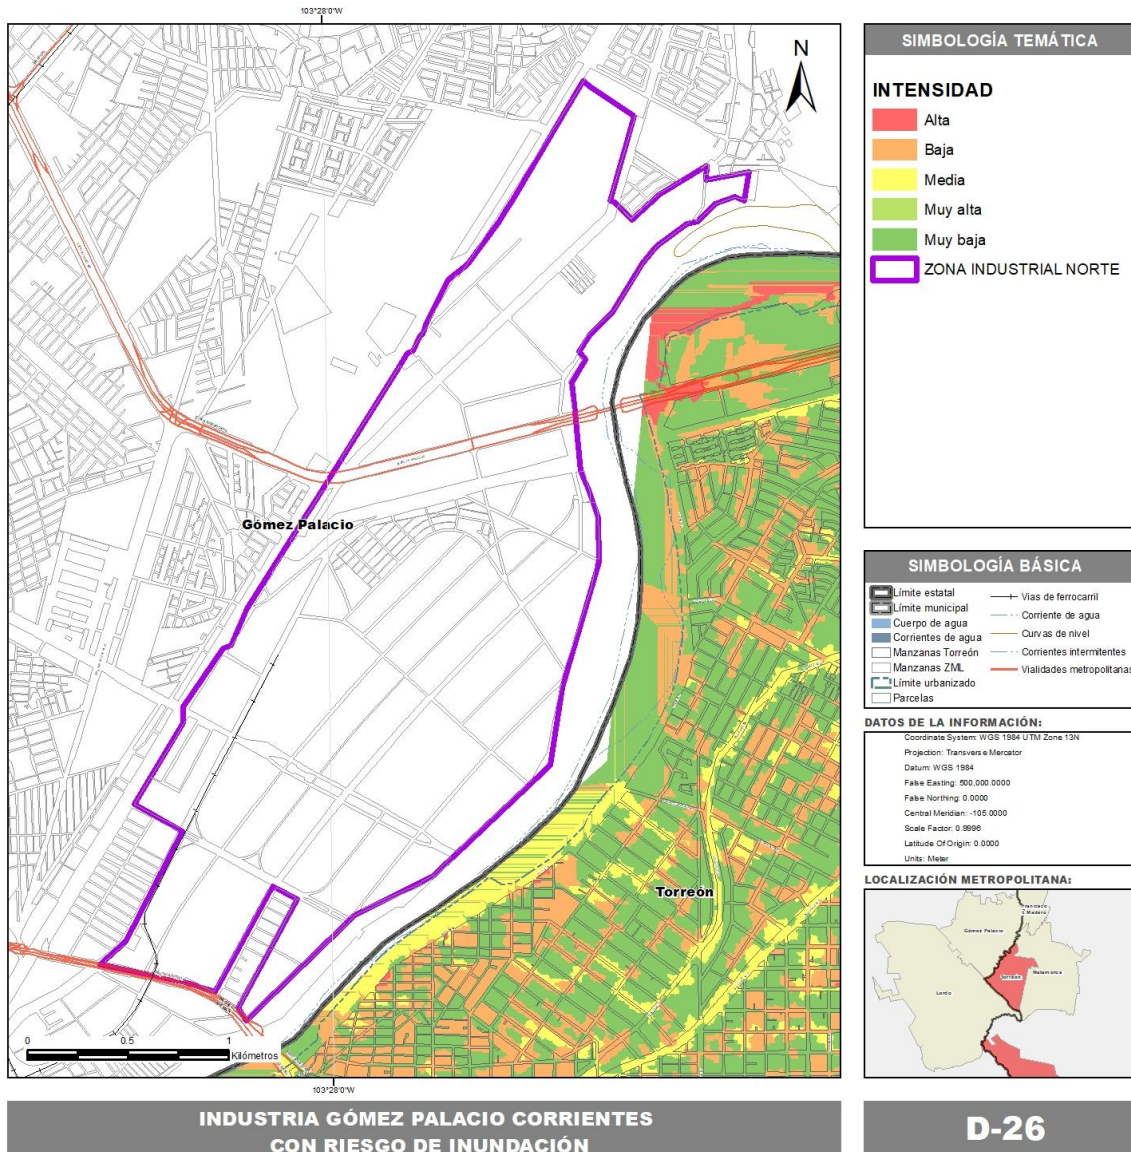 103°28'0"W
N
Gómez Palacio
Torreón
0 0.5 1
Kilómetros
103°28'0"W
INDUSTRIA GÓMEZ PALACIO CORRIENTES
CON RIESGO DE INUNDACIÓN
SIMBOLOGÍA TEMÁTICA
INTENSIDAD
Alta
Baja
Media
Muy alta
Muy baja
ZONA INDUSTRIAL NORTE
SIMBOLOGÍA BÁSICA
Límite estatal
Límite municipal
Cuerpo de agua
Corrientes de agua
Manzanas Torreón
Manzanas ZML
Límite urbanizado
Parcelas
Vias de ferrocarril
Corriente de agua
Curvas de nivel
Corrientes intermitentes
Vialidades metropolitanas
DATOS DE LA INFORMACIÓN:
Coordinate System: WGS 1984 UTM Zone 13N
Projection: Transverse Mercator
Datum: WGS 1984
False Easting: 500,000.0000
False Northing: 0.0000
Central Meridian: -105.0000
Scale Factor: 0.9996
Latitude Of Origin: 0.0000
Units: Meter
LOCALIZACIÓN METROPOLITANA:
Francisco
I. Madero
Gómez Palacio
Torreón
Matamoros
Lerdo
D-26